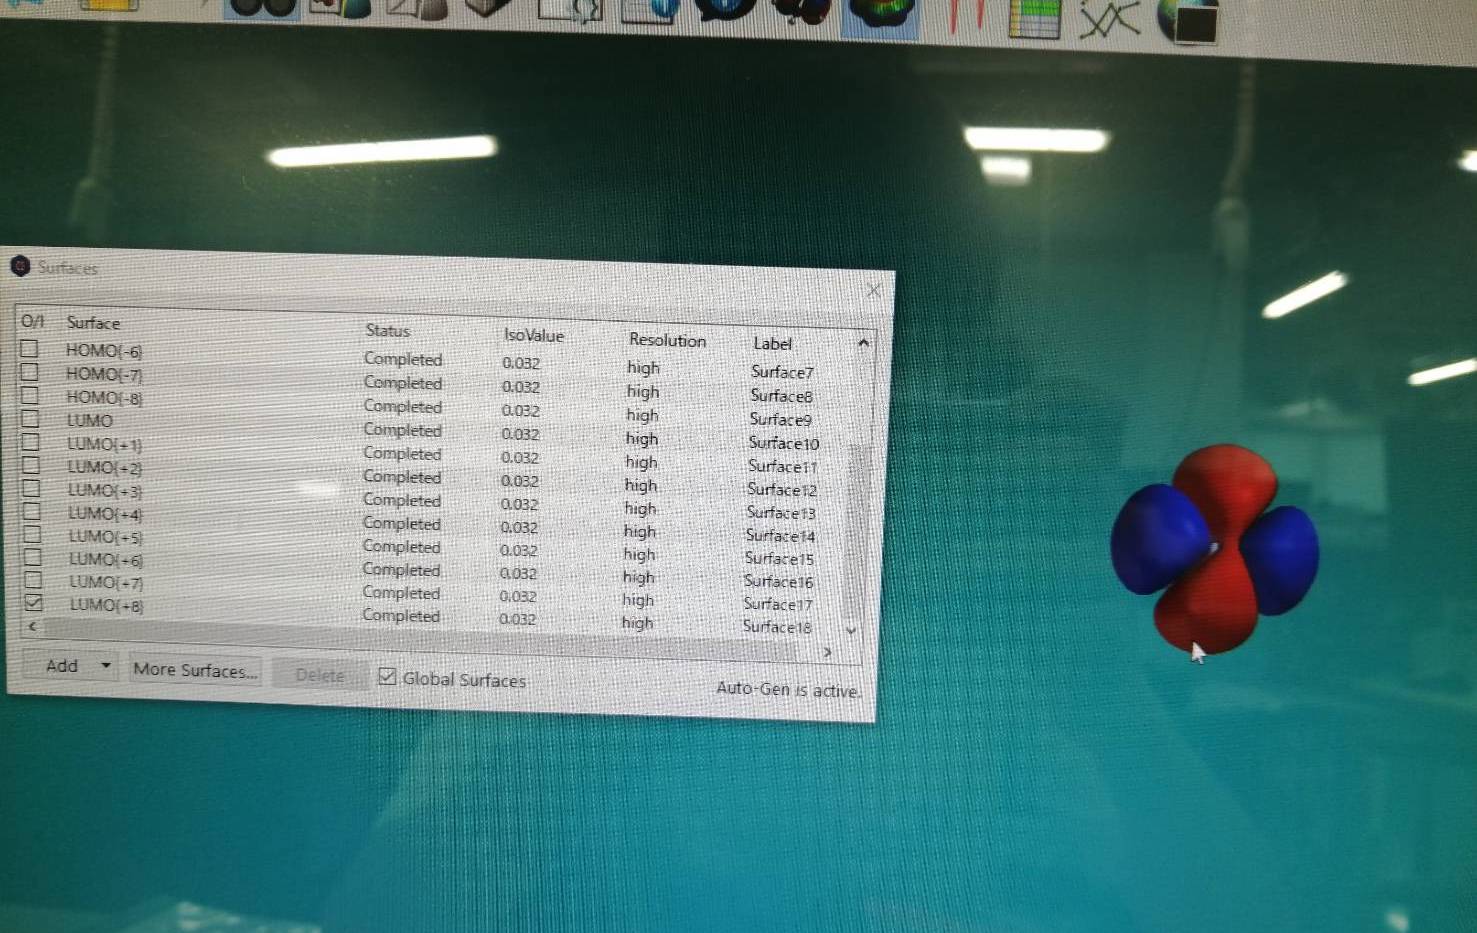 Surfaces
O/I Surface Status IsoValue Resolution Label
HOMO{-6} Completed 0.032 high Surface7
HOMO{-7} Completed 0.032 high Surface8
HOMO{-8} Completed 0.032 high Surface9
LUMO Completed 0.032 high Surface10
LUMO{+1} Completed 0.032 high Surface11
LUMO{+2} Completed 0.032 high Surface12
LUMO{+3} Completed 0.032 high Surface13
LUMO{+4} Completed 0.032 high Surface14
LUMO{+5} Completed 0.032 high Surface15
LUMO{+6} Completed 0.032 high Surface16
LUMO{+7} Completed 0.032 high Surface17
LUMO{+8} Completed 0.032 high Surface18
Add More Surfaces... Delete Global Surfaces Auto-Gen is active.